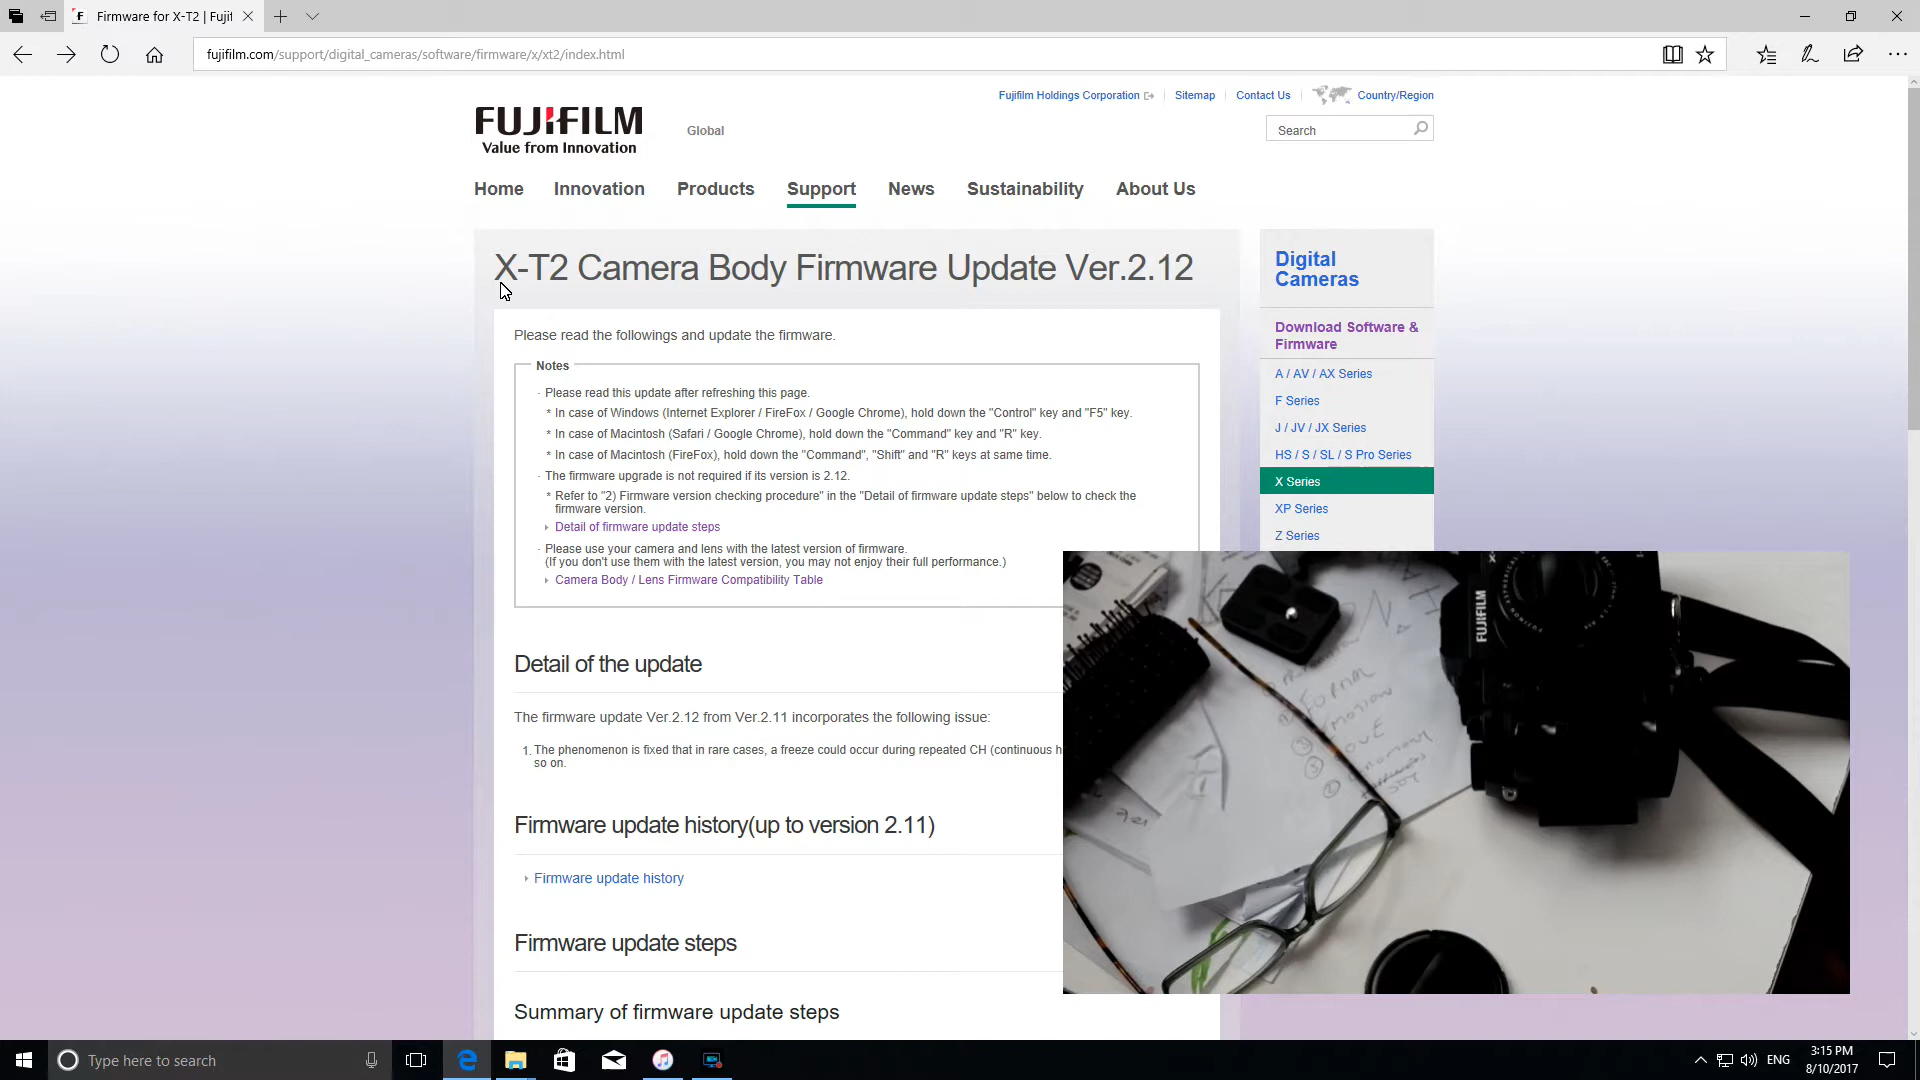 Firmware for X-T2 | Fujif
fujifilm.com/support/digital_cameras/software/firmware/x/xt2/index.html
Fujifilm Holdings Corporation
Sitemap
Contact Us
Country/Region
FUJIFILM
Value from Innovation
Global
Search
Home
Innovation
Products
Support
News
Sustainability
About Us
X-T2 Camera Body Firmware Update Ver.2.12
Please read the followings and update the firmware.
Notes
· Please read this update after refreshing this page.
* In case of Windows (Internet Explorer / FireFox / Google Chrome), hold down the "Control" key and "F5" key.
* In case of Macintosh (Safari / Google Chrome), hold down the "Command" key and "R" key.
* In case of Macintosh (FireFox), hold down the "Command", "Shift" and "R" keys at same time.
· The firmware upgrade is not required if its version is 2.12.
* Refer to "2) Firmware version checking procedure" in the "Detail of firmware update steps" below to check the
firmware version.
Detail of firmware update steps
· Please use your camera and lens with the latest version of firmware.
(If you don't use them with the latest version, you may not enjoy their full performance.)
Camera Body / Lens Firmware Compatibility Table
Detail of the update
The firmware update Ver.2.12 from Ver.2.11 incorporates the following issue:
1. The phenomenon is fixed that in rare cases, a freeze could occur during repeated CH (continuous h
so on.
Firmware update history(up to version 2.11)
Firmware update history
Firmware update steps
Summary of firmware update steps
Digital
Cameras
Download Software &
Firmware
A / AV / AX Series
F Series
J / JV / JX Series
HS / S / SL / S Pro Series
X Series
XP Series
Z Series
FUJIFILM
Type here to search
ENG
3:15 PM
8/10/2017